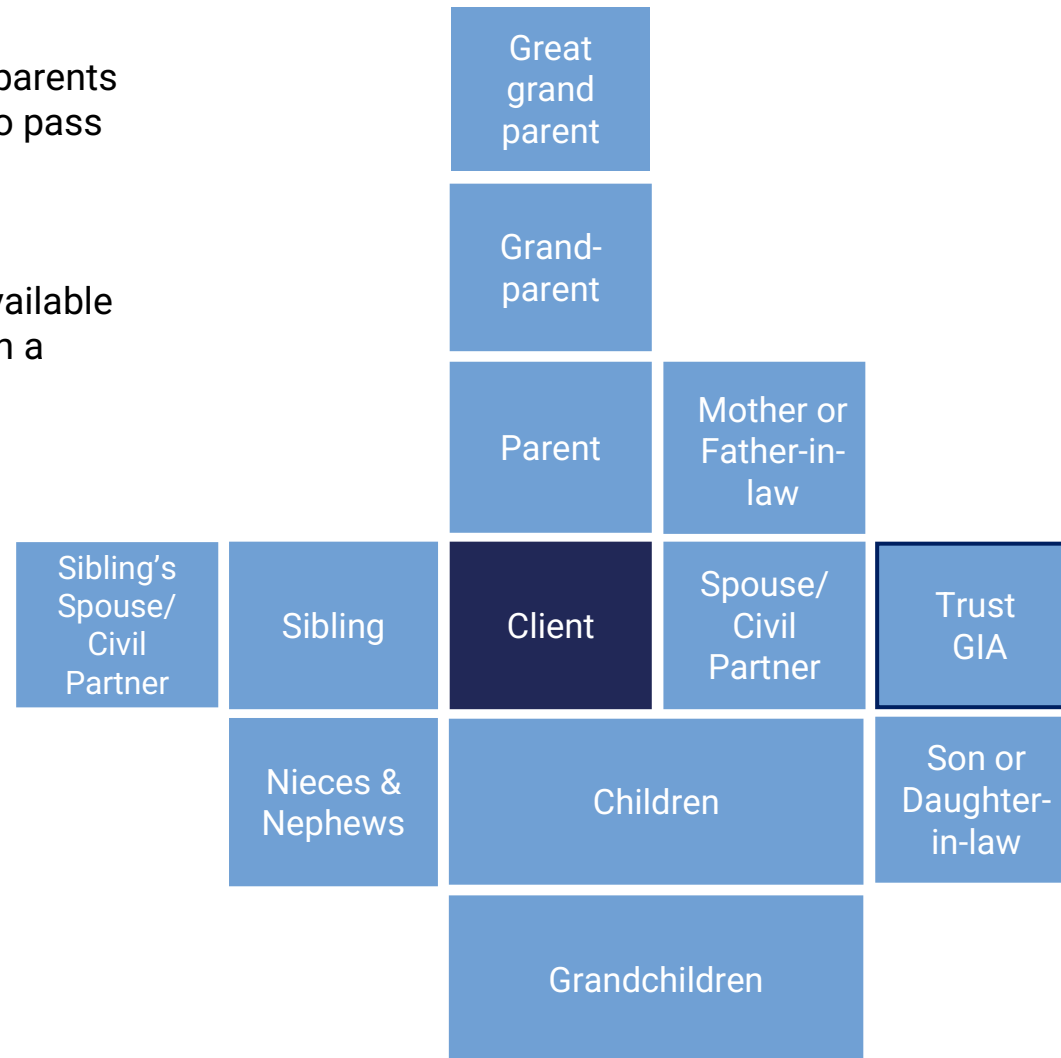 parents
o pass
vailable
n a
Great
grand
parent
Grand-
parent
Parent
Mother or
Father-in-
law
Sibling's
Spouse/
Civil
Partner
Sibling
Client
Spouse/
Civil
Partner
Trust
GIA
Nieces &
Nephews
Children
Son or
Daughter-
in-law
Grandchildren